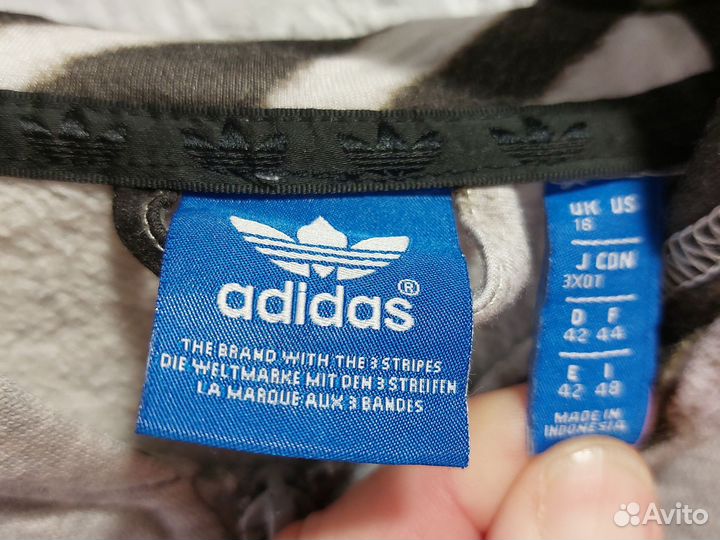 adidas®
THE BRAND WITH THE 3 STRIPES
DIE WELTMARKE MIT DEN 3 STREIFEN
LA MARQUE AUX 3 BANDES
UK US
16
J CDN
3XOT
D F
42 44
E I
42 48
MADE IN
INDONESIA
Avito